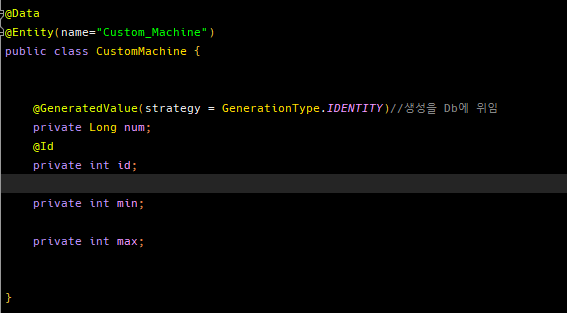 @Data
@Entity(name="Custom_Machine")
public class CustomMachine {
@GeneratedValue(strategy = GenerationType.IDENTITY)//생성을 Db에 위임
private Long num;
@Id
private int id;
private int min;
private int max;
}